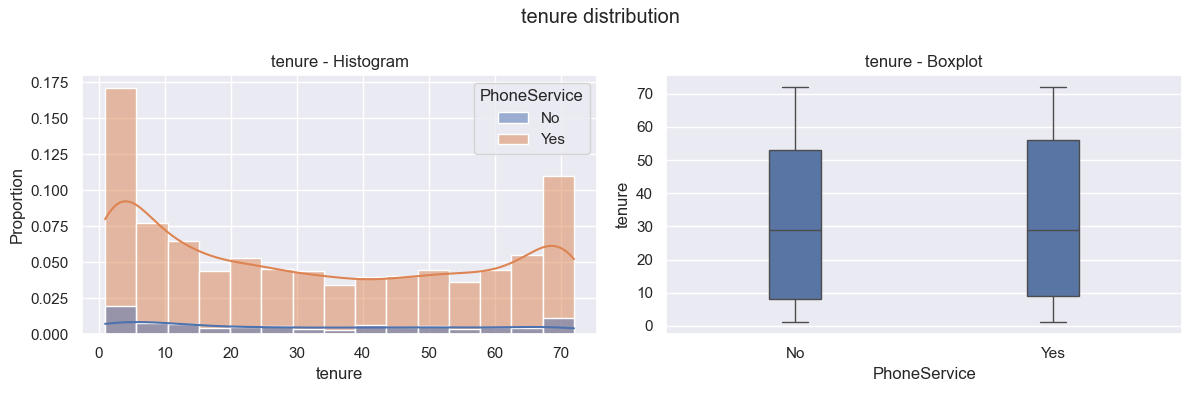 tenure distribution
tenure - Histogram
0.175
0.150
0.125
0.100
0.075
0.050
0.025
0.000
Proportion
PhoneService
No
Yes
0 10 20 30 40 50 60 70
tenure
tenure - Boxplot
70
60
50
40
30
20
10
0
tenure
No Yes
PhoneService